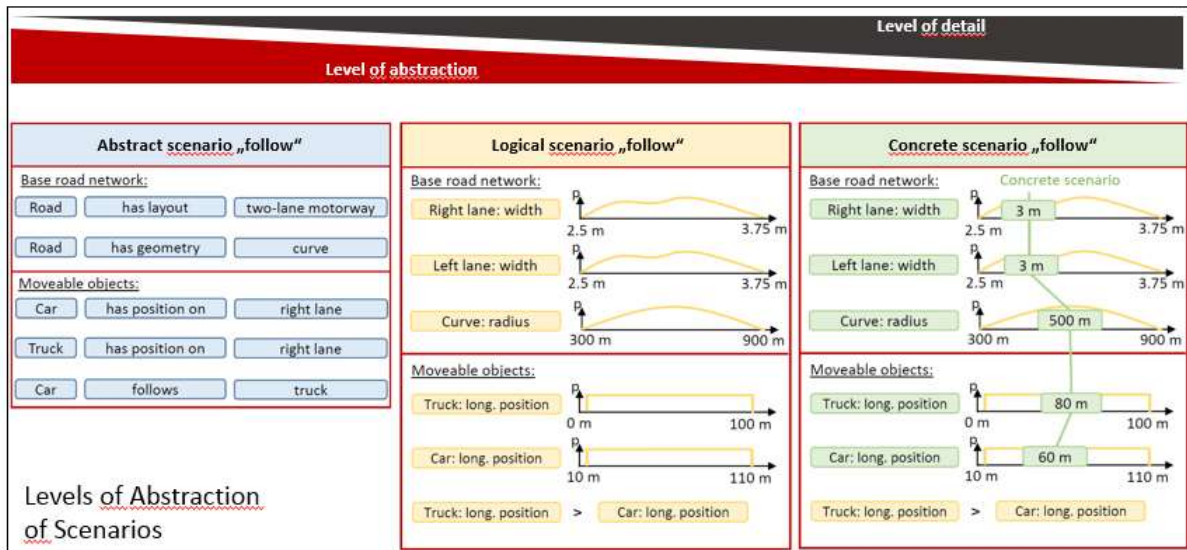 Level of detail
Level of abstraction
Abstract scenario „follow“
Base road network:
Road has layout two-lane motorway
Road has geometry curve
Moveable objects:
Car has position on right lane
Truck has position on right lane
Car follows truck
Levels of Abstraction
of Scenarios
Logical scenario „follow“
Base road network:
Right lane: width
p
2.5 m 3.75 m
Left lane: width
p
2.5 m 3.75 m
Curve: radius
p
300 m 900 m
Moveable objects:
Truck: long. position
p
0 m 100 m
Car: long. position
p
10 m 110 m
Truck: long. position > Car: long. position
Concrete scenario „follow“
Base road network:
Concrete scenario
Right lane: width
p
3 m
2.5 m 3.75 m
Left lane: width
p
3 m
2.5 m 3.75 m
Curve: radius
p
500 m
300 m 900 m
Moveable objects:
Truck: long. position
p
80 m
0 m 100 m
Car: long. position
p
60 m
10 m 110 m
Truck: long. position > Car: long. position